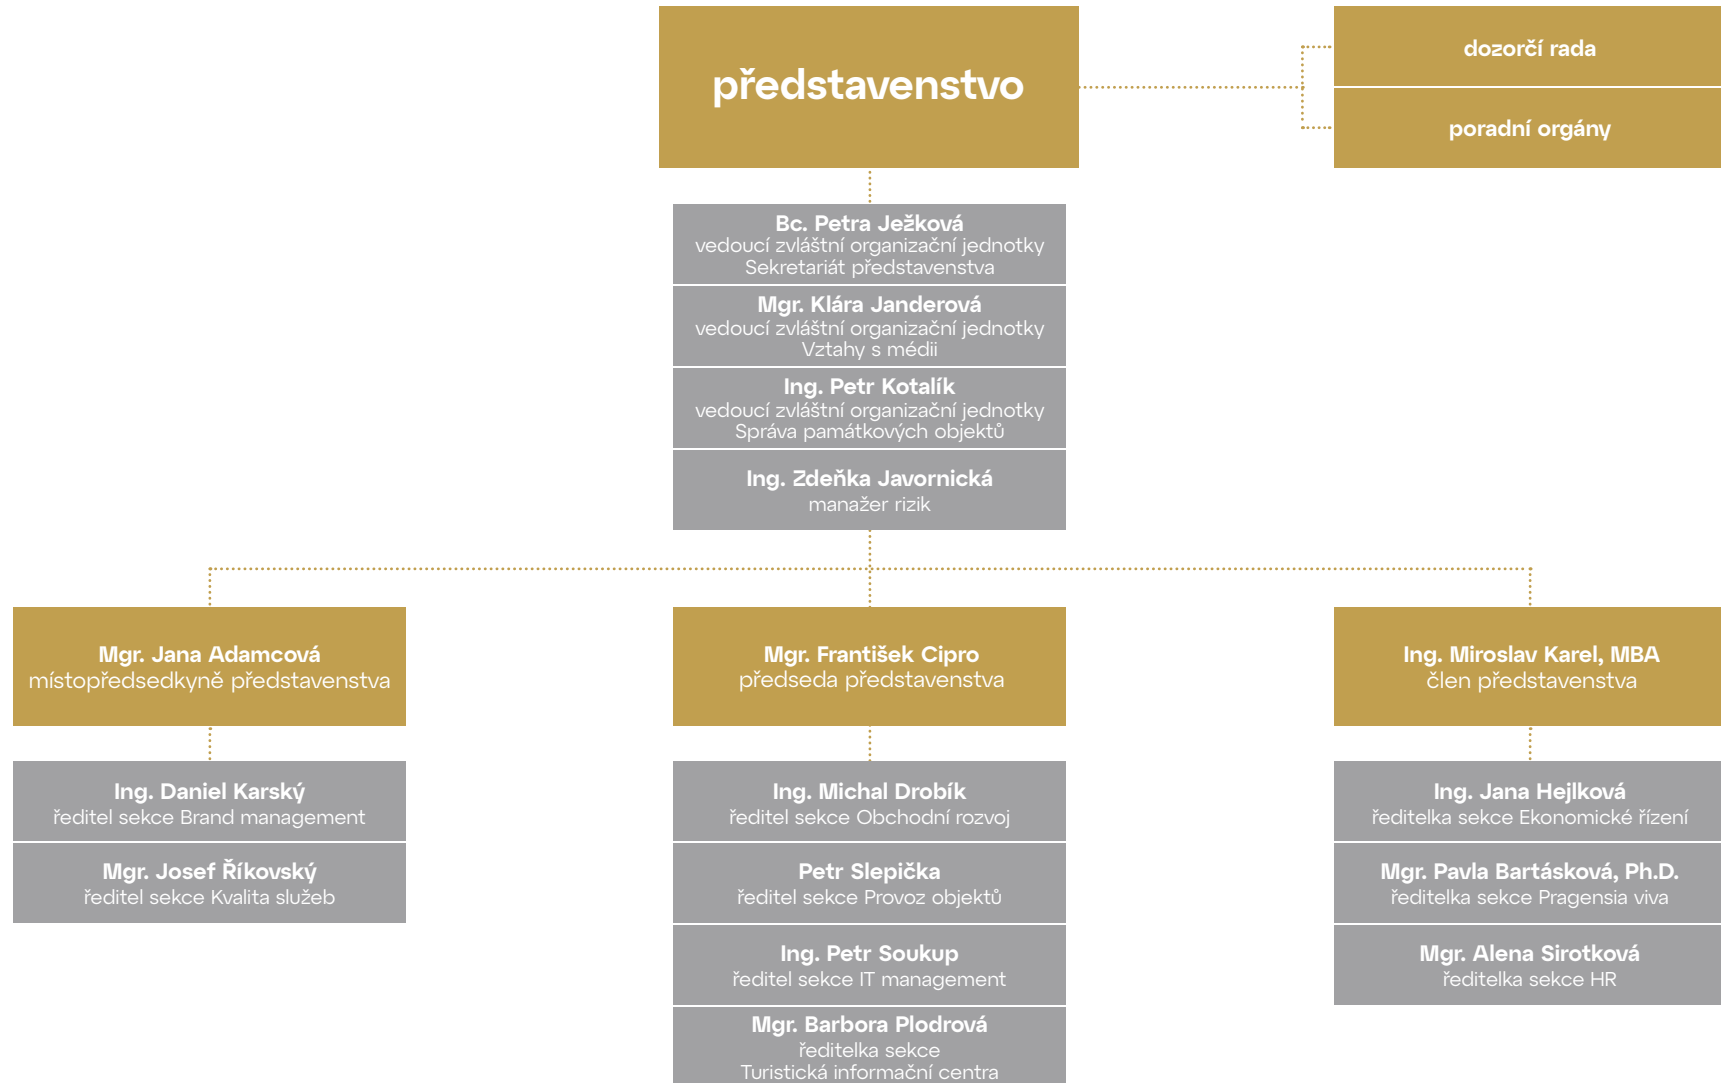 představenstvo
dozorčí rada
poradní orgány
Bc. Petra Ježková
vedoucí zvláštní organizační jednotky
Sekretariát představenstva
Mgr. Klára Janderová
vedoucí zvláštní organizační jednotky
Vztahy s médii
Ing. Petr Kotalík
vedoucí zvláštní organizační jednotky
Správa památkových objektů
Ing. Zdeňka Javornická
manažer rizik
Mgr. Jana Adamcová
místopředsedkyně představenstva
Ing. Daniel Karský
ředitel sekce Brand management
Mgr. Josef Říkovský
ředitel sekce Kvalita služeb
Mgr. František Cipro
předseda představenstva
Ing. Michal Drobík
ředitel sekce Obchodní rozvoj
Petr Slepička
ředitel sekce Provoz objektů
Ing. Petr Soukup
ředitel sekce IT management
Mgr. Barbora Plodrová
ředitelka sekce
Turistická informační centra
Ing. Miroslav Karel, MBA
člen představenstva
Ing. Jana Hejlková
ředitelka sekce Ekonomické řízení
Mgr. Pavla Bartásková, Ph.D.
ředitelka sekce Pragensia viva
Mgr. Alena Sirotková
ředitelka sekce HR